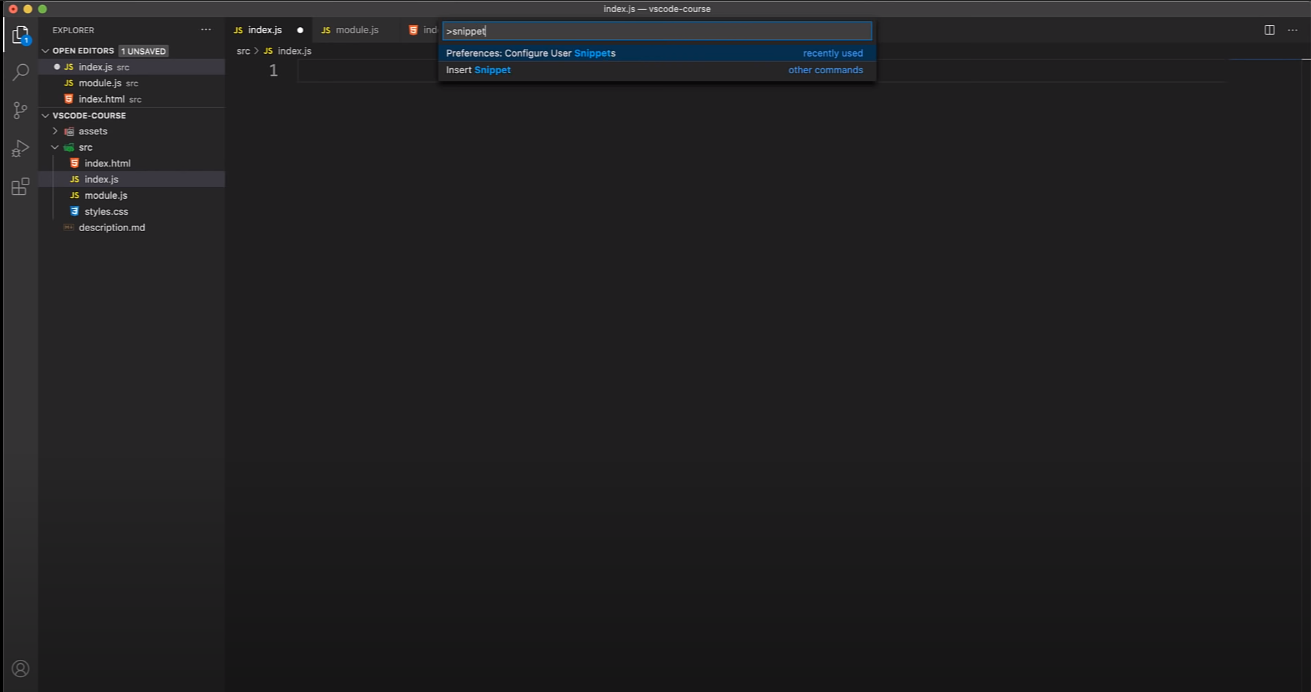 index.js — vscode-course
EXPLORER
OPEN EDITORS 1 UNSAVED
JS index.js src
JS module.js src
index.html src
VSCODE-COURSE
assets
src
index.html
JS index.js
JS module.js
styles.css
description.md
1
JS index.js
JS module.js
ind
src > JS index.js
1
>snippet
Preferences: Configure User Snippets recently used
Insert Snippet other commands